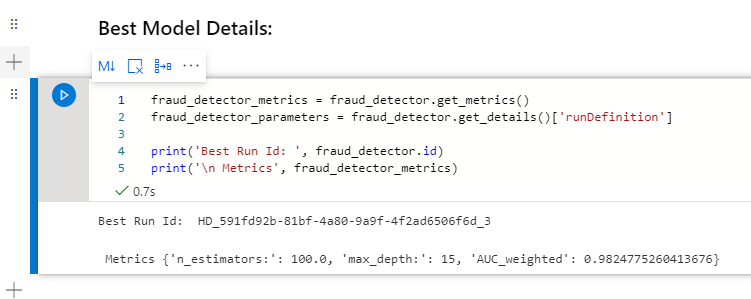 Best Model Details:
M↓
1 fraud_detector_metrics = fraud_detector.get_metrics()
2 fraud_detector_parameters = fraud_detector.get_details()['runDefinition']
3
4 print('Best Run Id: ', fraud_detector.id)
5 print('\n Metrics', fraud_detector_metrics)
0.7s
Best Run Id:  HD_591fd92b-81bf-4a80-9a9f-4f2ad6506f6d_3
Metrics {'n_estimators:': 100.0, 'max_depth:': 15, 'AUC_weighted': 0.9824775260413676}